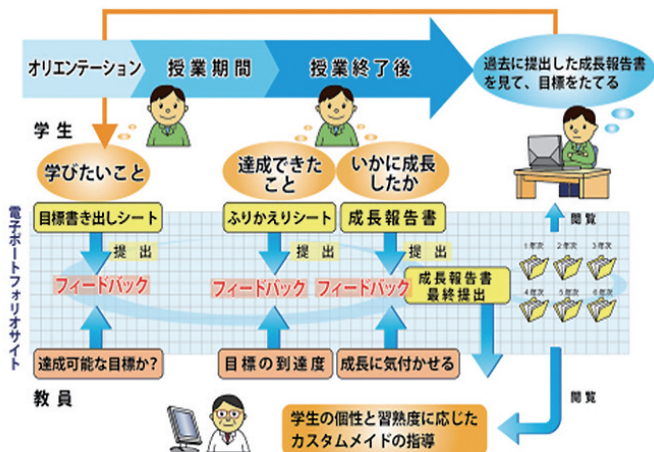 オリエンテーション
授業期間
授業終了後
過去に提出した成長報告書
を見て、目標をたてる
学生
学びたいこと
達成できた
こと
いかに成長
したか
電子ポートフォリオサイト
目標書き出しシート
ふりかえりシート
成長報告書
閲覧
提出
提出
提出
1年次
2年次
3年次
フィードバック
フィードバック
フィードバック
成長報告書
最終提出
4年次
5年次
6年次
達成可能な目標か?
目標の到達度
成長に気付かせる
教員
閲覧
学生の個性と習熟度に応じた
カスタムメイドの指導